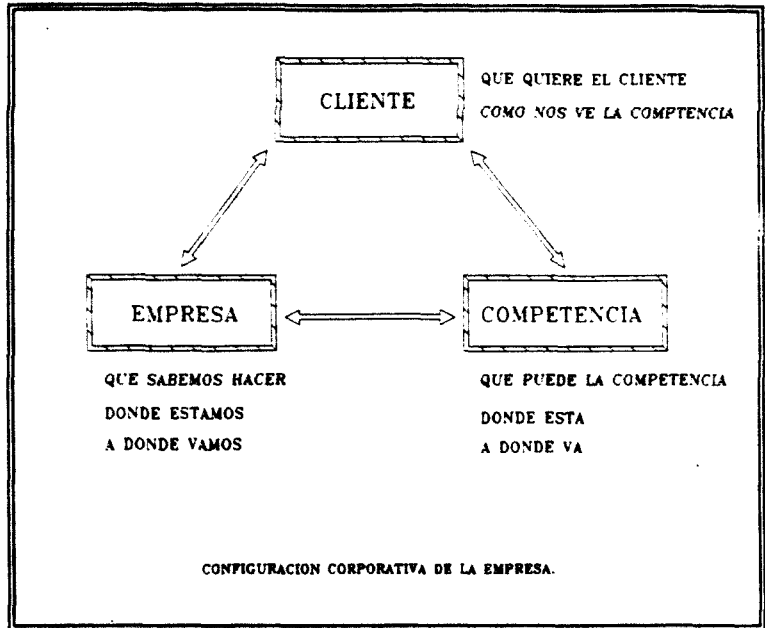 CLIENTE
QUE QUIERE EL CLIENTE
COMO NOS VE LA COMPTENCIA
EMPRESA
COMPETENCIA
QUE SABEMOS HACER
DONDE ESTAMOS
A DONDE VAMOS
QUE PUEDE LA COMPETENCIA
DONDE ESTA
A DONDE VA
CONFIGURACION CORPORATIVA DE LA EMPRESA.